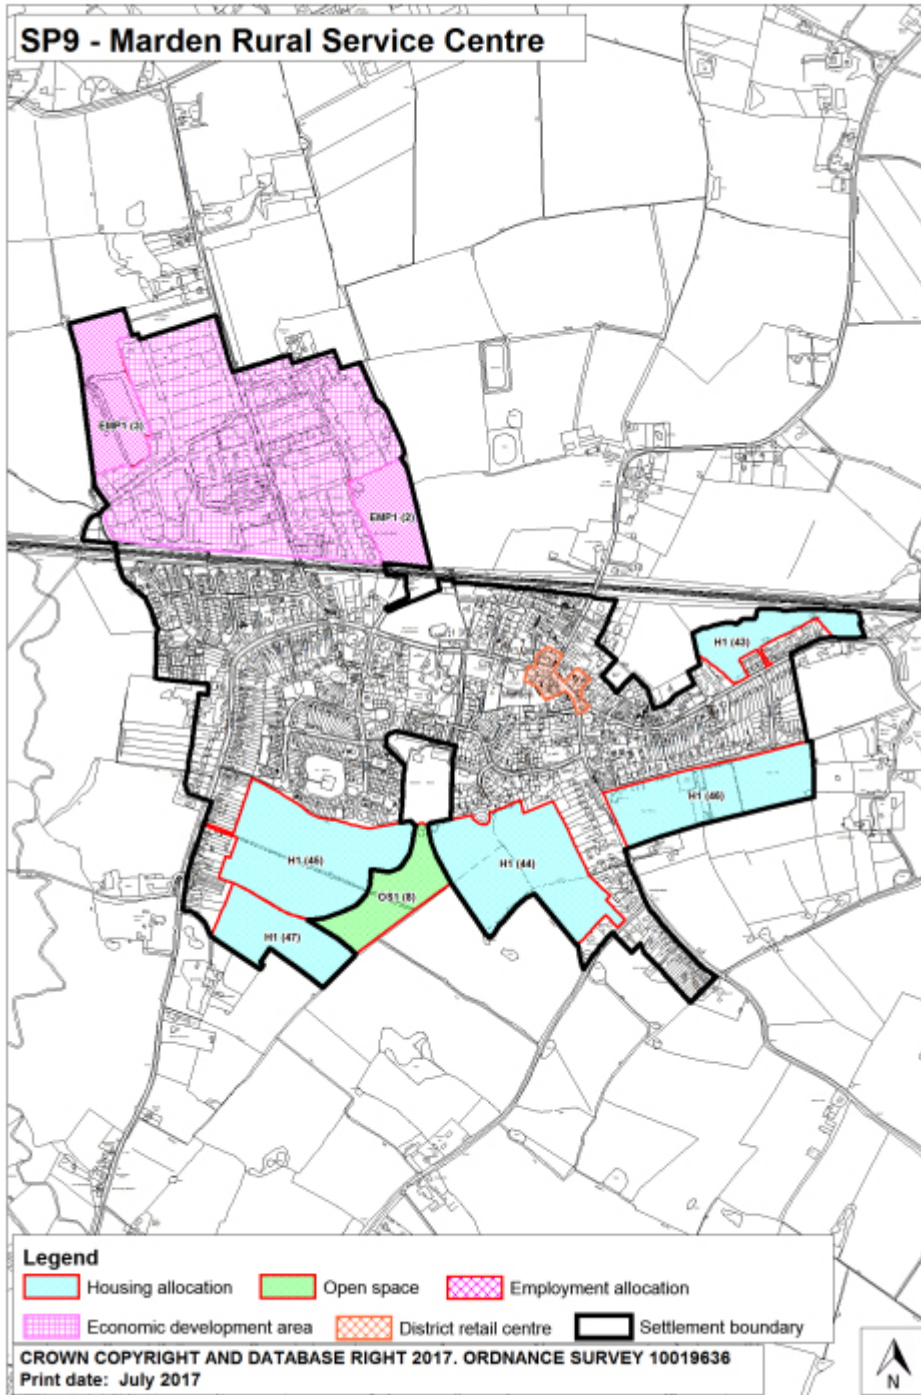 SP9 - Marden Rural Service Centre
EMP1 (3)
EMP1 (2)
H1 (43)
H1 (46)
H1 (45)
H1 (44)
OS1 (8)
H1 (47)
Legend
Housing allocation
Open space
Employment allocation
Economic development area
District retail centre
Settlement boundary
CROWN COPYRIGHT AND DATABASE RIGHT 2017. ORDNANCE SURVEY 10019636
Print date: July 2017
N